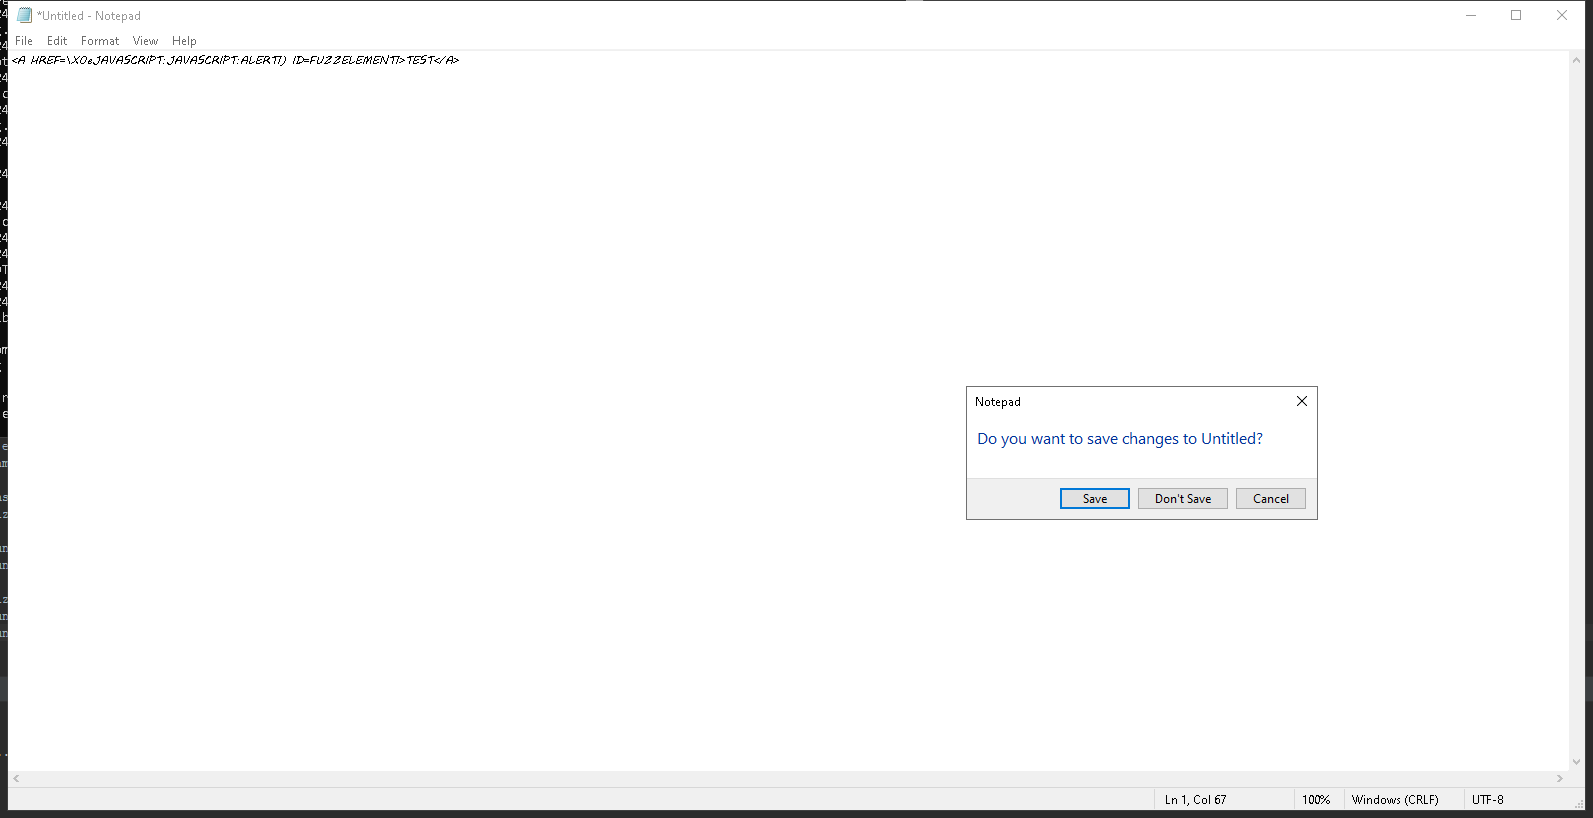 *Untitled - Notepad
File Edit Format View Help
<A HREF=\X0eJAVASCRIPT:JAVASCRIPT:ALERT1) ID=FUZZELEMENT1>TEST</A>
Notepad
Do you want to save changes to Untitled?
Save Don't Save Cancel
Ln 1, Col 67 100% Windows (CRLF) UTF-8